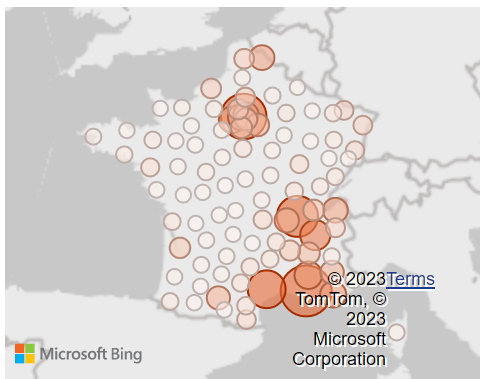 © 2023 Terms
TomTom, ©
2023
Microsoft
Corporation
Microsoft Bing